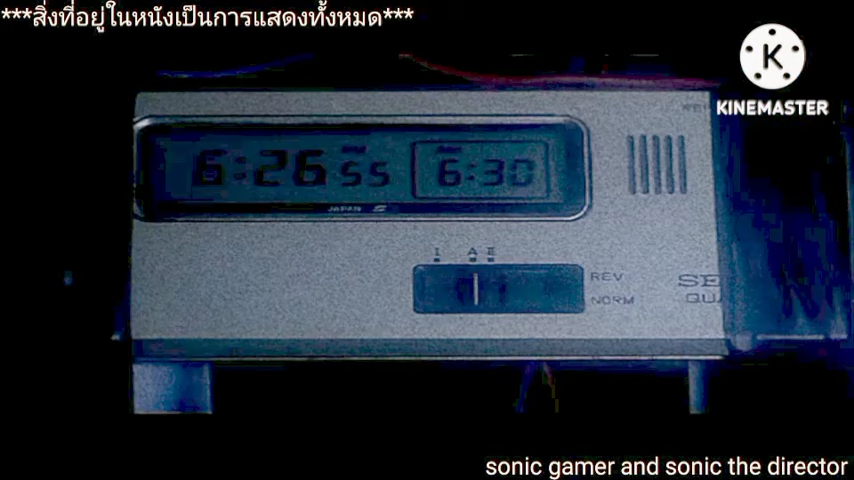 ***สิ่งที่อยู่ในหนังเป็นการแสดงทั้งหมด***
KINEMASTER
6:26 55
6:30
JAPAN S
I A E
REV
NORM
SE
QUA
sonic gamer and sonic the director